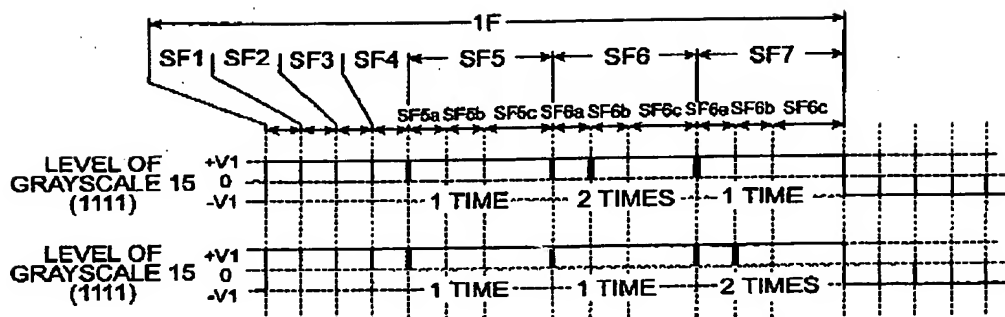 1F
SF1 SF2 SF3 SF4 SF5 SF6 SF7
SF5a SF5b SF5c SF6a SF6b SF6c SF6a SF6b SF6c
LEVEL OF
GRAYSCALE 15
(1111)
+V1
0
-V1
1 TIME 2 TIMES 1 TIME
LEVEL OF
GRAYSCALE 15
(1111)
+V1
0
-V1
1 TIME 1 TIME 2 TIMES